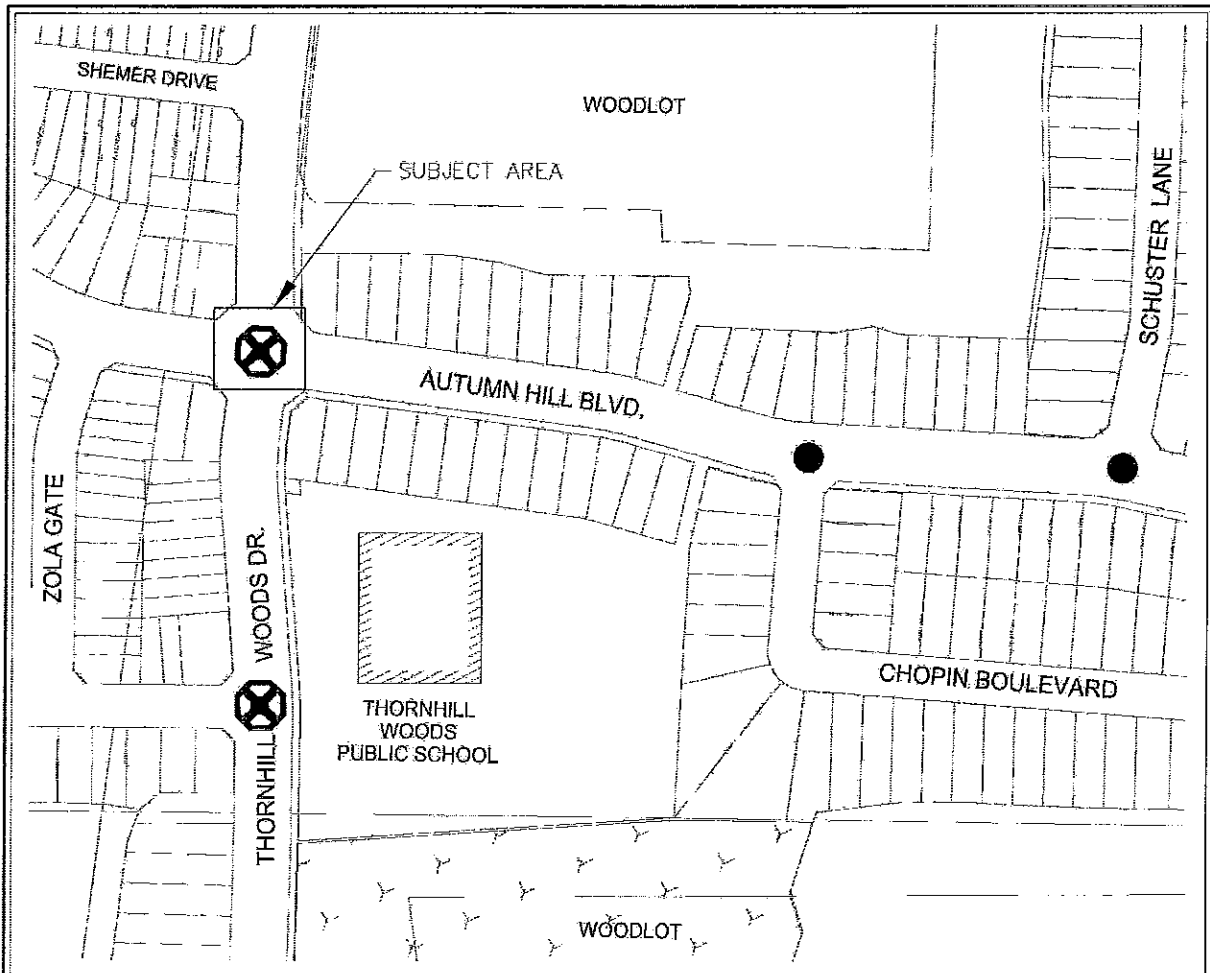 SHEMER DRIVE
WOODLOT
SUBJECT AREA
SCHUSTER LANE
AUTUMN HILL BLVD.
ZOLA GATE
THORNHILL WOODS DR.
THORNHILL
WOODS
PUBLIC SCHOOL
CHOPIN BOULEVARD
WOODLOT